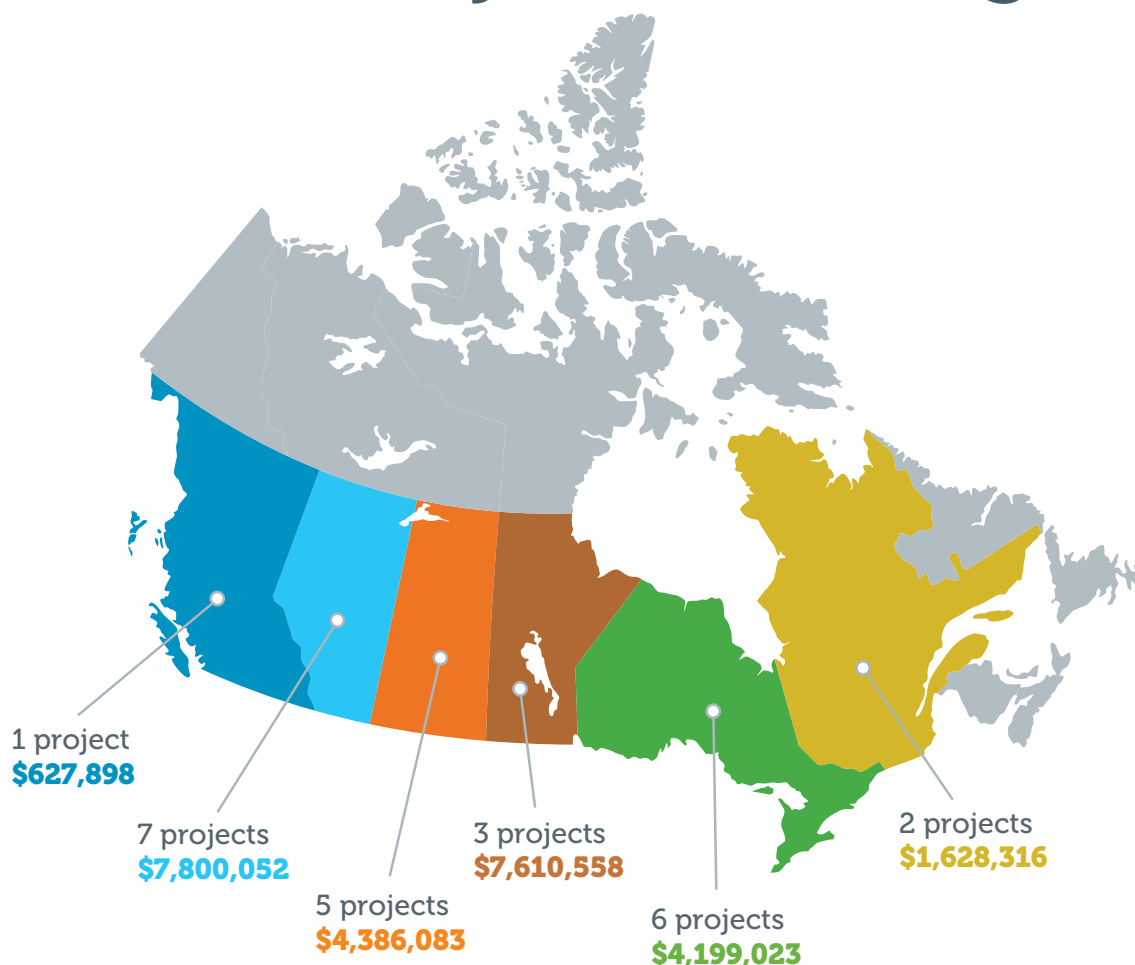 1 project
$627,898
7 projects
$7,800,052
5 projects
$4,386,083
3 projects
$7,610,558
6 projects
$4,199,023
2 projects
$1,628,316